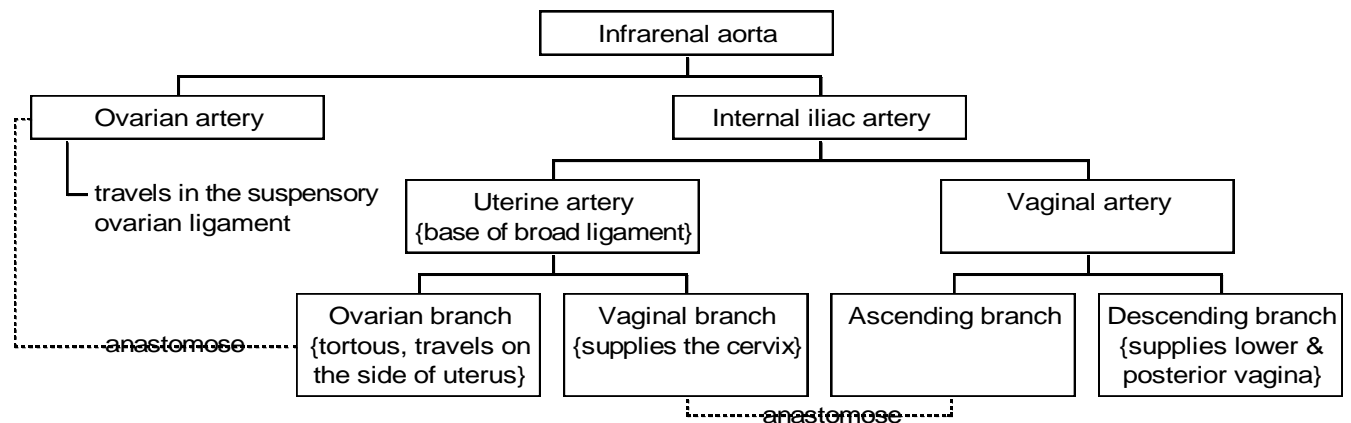 Infrarenal aorta
Ovarian artery
Internal iliac artery
travels in the suspensory
ovarian ligament
Uterine artery
{base of broad ligament}
Vaginal artery
Ovarian branch
{tortous, travels on
the side of uterus}
Vaginal branch
{supplies the cervix}
Ascending branch
Descending branch
{supplies lower &
posterior vagina}
anastomose
anastomose